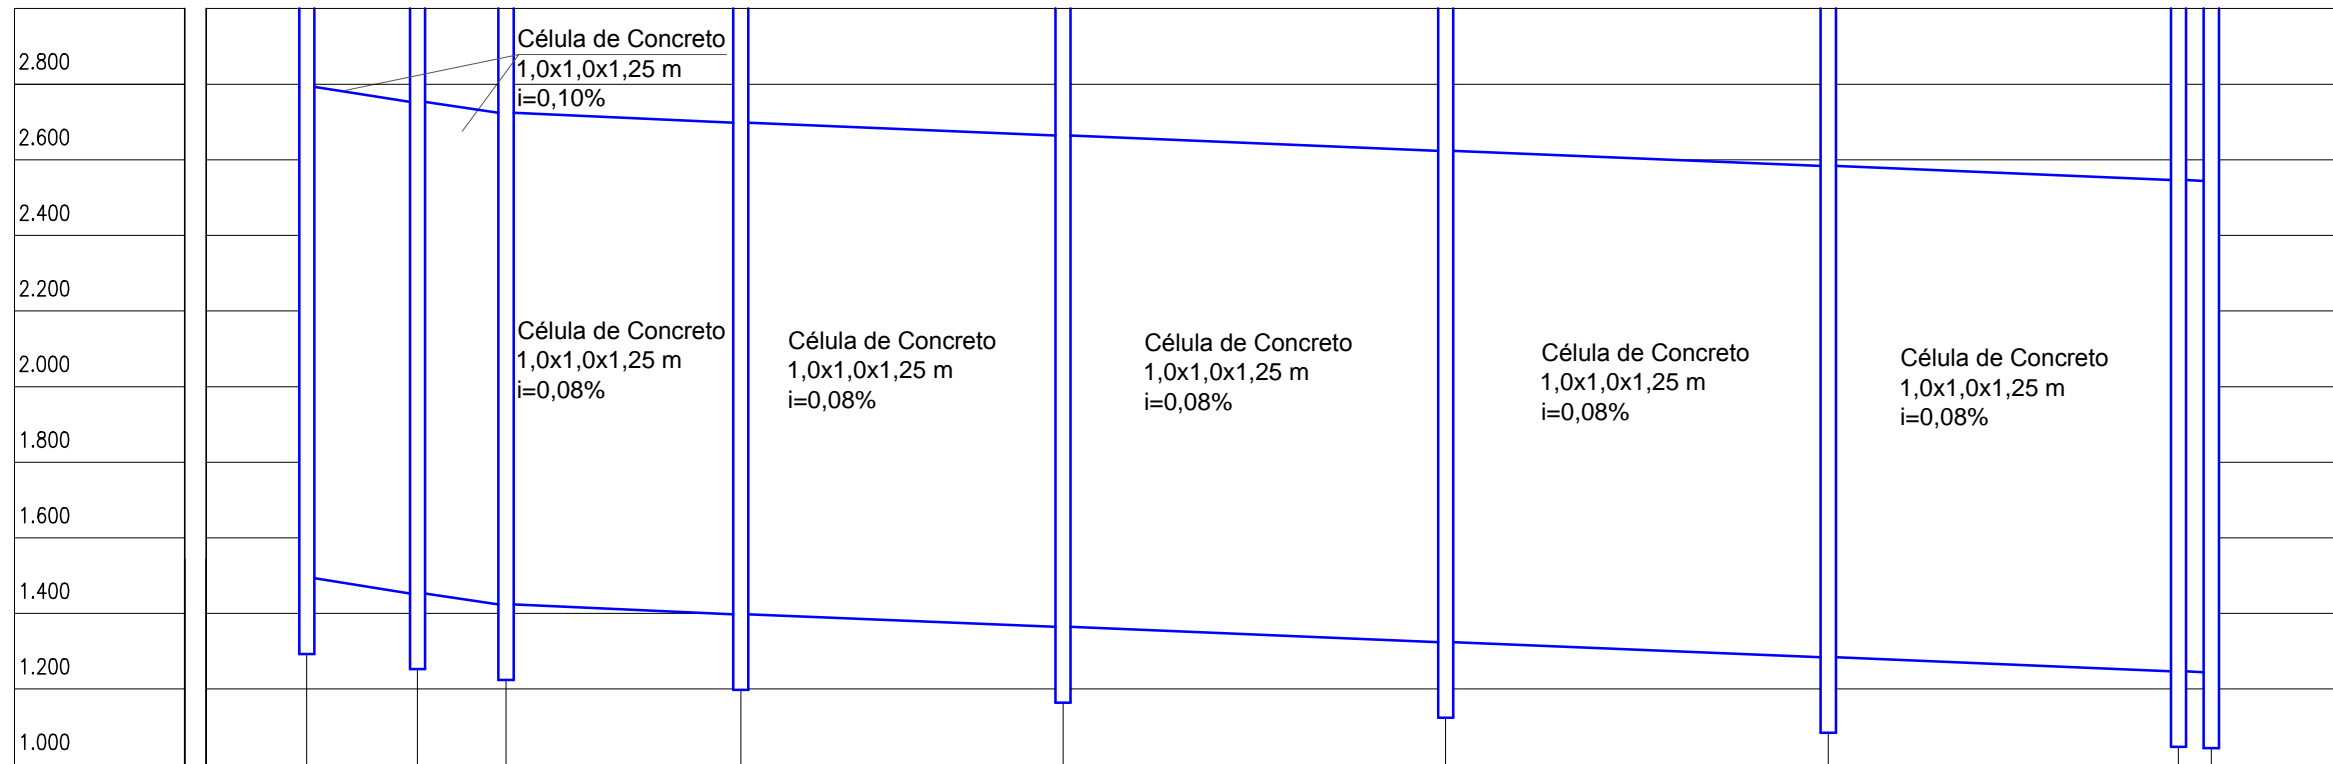 2.800
2.600
2.400
2.200
2.000
1.800
1.600
1.400
1.200
1.000
Célula de Concreto
1,0x1,0x1,25 m
i=0,10%
Célula de Concreto
1,0x1,0x1,25 m
i=0,08%
Célula de Concreto
1,0x1,0x1,25 m
i=0,08%
Célula de Concreto
1,0x1,0x1,25 m
i=0,08%
Célula de Concreto
1,0x1,0x1,25 m
i=0,08%
Célula de Concreto
1,0x1,0x1,25 m
i=0,08%